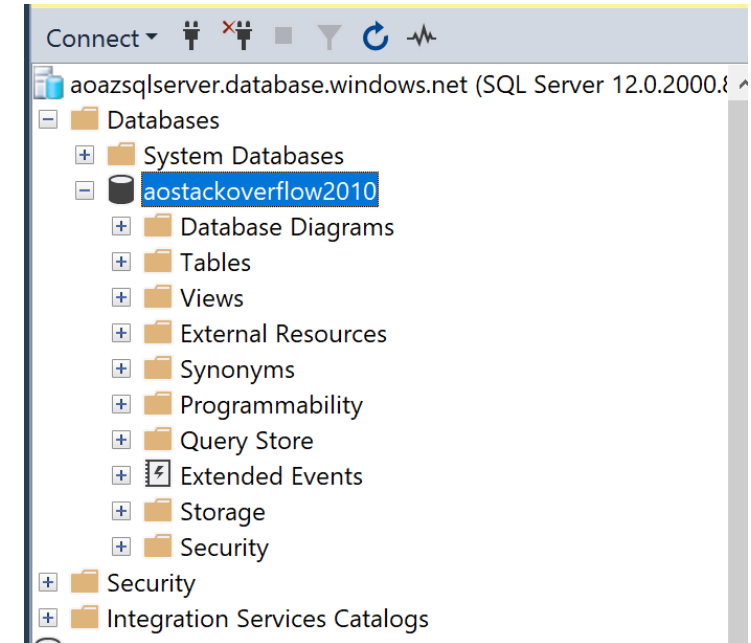 Connect
aoazsqlserver.database.windows.net (SQL Server 12.0.2000.8
Databases
System Databases
aostackoverflow2010
Database Diagrams
Tables
Views
External Resources
Synonyms
Programmability
Query Store
Extended Events
Storage
Security
Security
Integration Services Catalogs